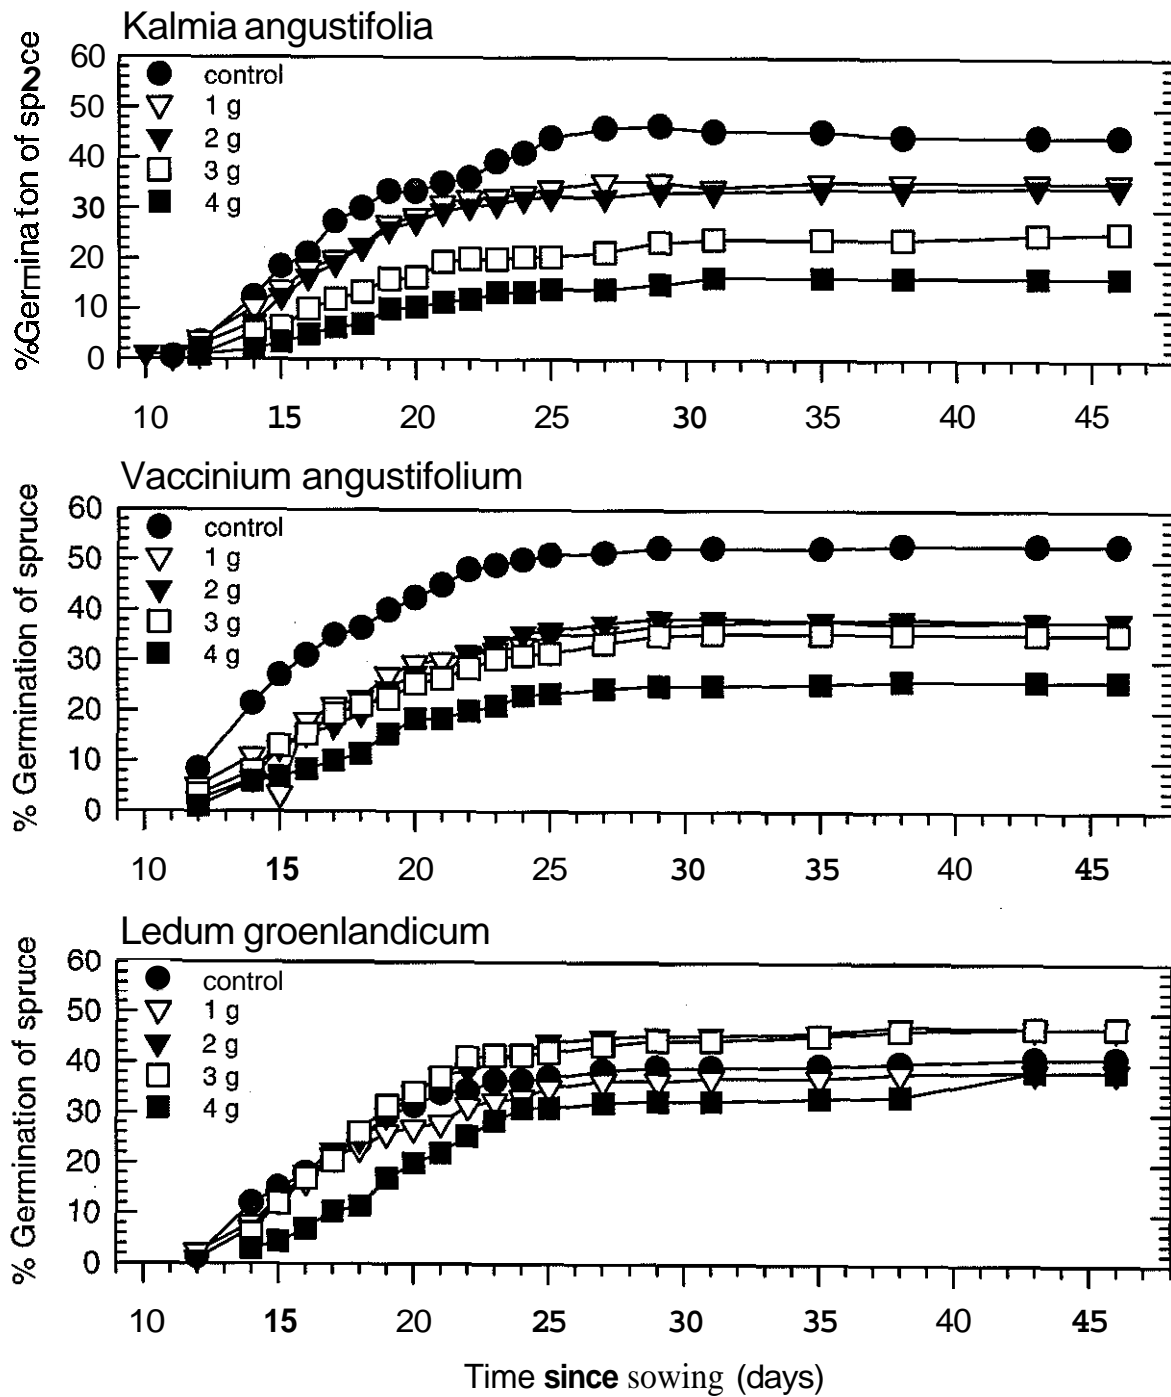 Kalmia angustifolia
%Germinaton of sp2ce
60
50
40
30
20
10
0
control
1 g
2 g
3 g
4 g
10 15 20 25 30 35 40 45
Vaccinium angustifolium
% Germination of spruce
60
50
40
30
20
10
0
control
1 g
2 g
3 g
4 g
10 15 20 25 30 35 40 45
Ledum groenlandicum
% Germination of spruce
60
50
40
30
20
10
0
control
1 g
2 g
3 g
4 g
10 15 20 25 30 35 40 45
Time since sowing (days)